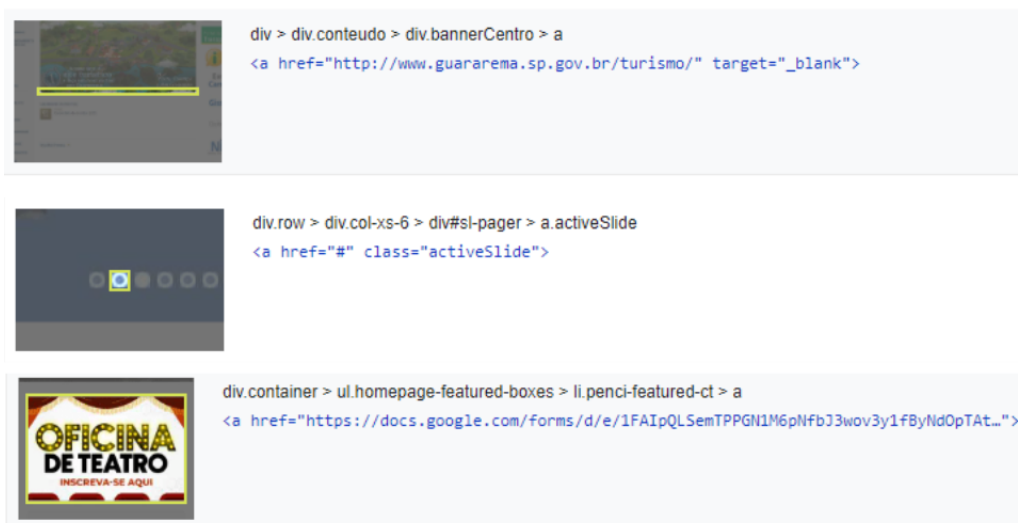 div > div.conteudo > div.bannerCentro > a
<a href="http://www.guararema.sp.gov.br/turismo/" target="_blank">
div.row > div.col-xs-6 > div#sl-pager > a.activeSlide
<a href="#" class="activeSlide">
div.container > ul.homepage-featured-boxes > li.penci-featured-ct > a
<a href="https://docs.google.com/forms/d/e/1FAIpQLSemTPPGN1M6pNfbJ3wov3y1fByNdOpTAt…">
OFICINA
DE TEATRO
INSCREVA-SE AQUI